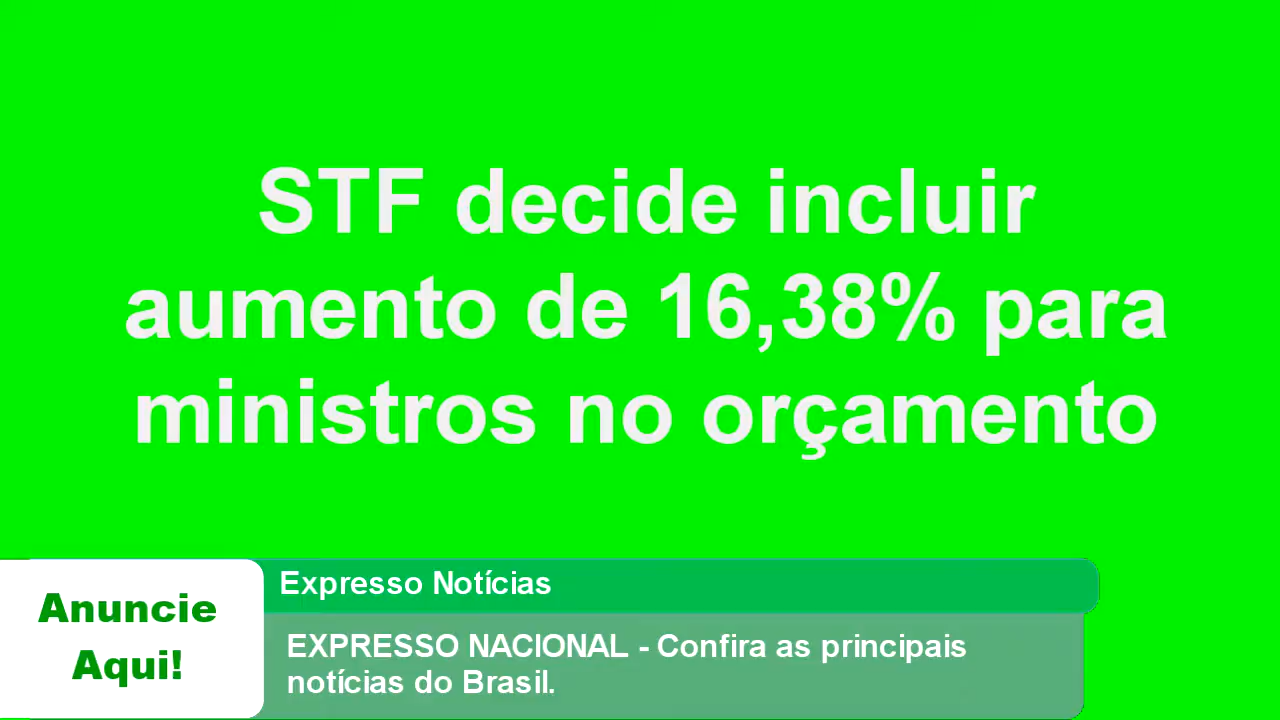 STF decide incluir
aumento de 16,38% para
ministros no orçamento
Anuncie
Aqui!
Expresso Notícias
EXPRESSO NACIONAL - Confira as principais
notícias do Brasil.